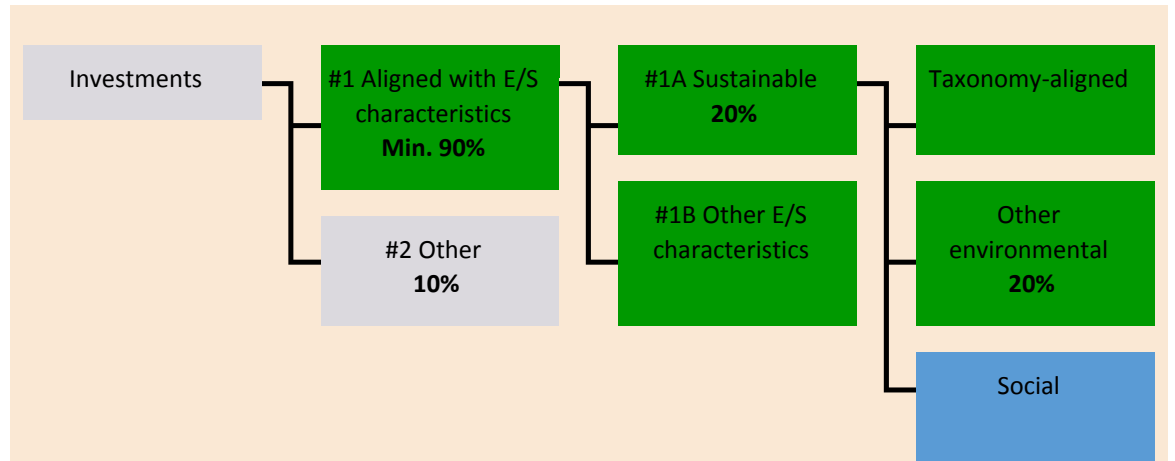 Investments
#1 Aligned with E/S
characteristics
Min. 90%
#2 Other
10%
#1A Sustainable
20%
#1B Other E/S
characteristics
Taxonomy-aligned
Other
environmental
20%
Social